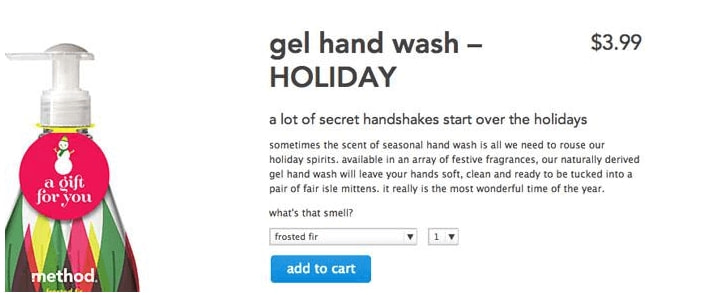 gel hand wash –
HOLIDAY
$3.99
a lot of secret handshakes start over the holidays
sometimes the scent of seasonal hand wash is all we need to rouse our
holiday spirits. available in an array of festive fragrances, our naturally derived
gel hand wash will leave your hands soft, clean and ready to be tucked into a
pair of fair isle mittens. it really is the most wonderful time of the year.
what's that smell?
frosted fir
1
add to cart
a gift
for you
method.
frosted fir